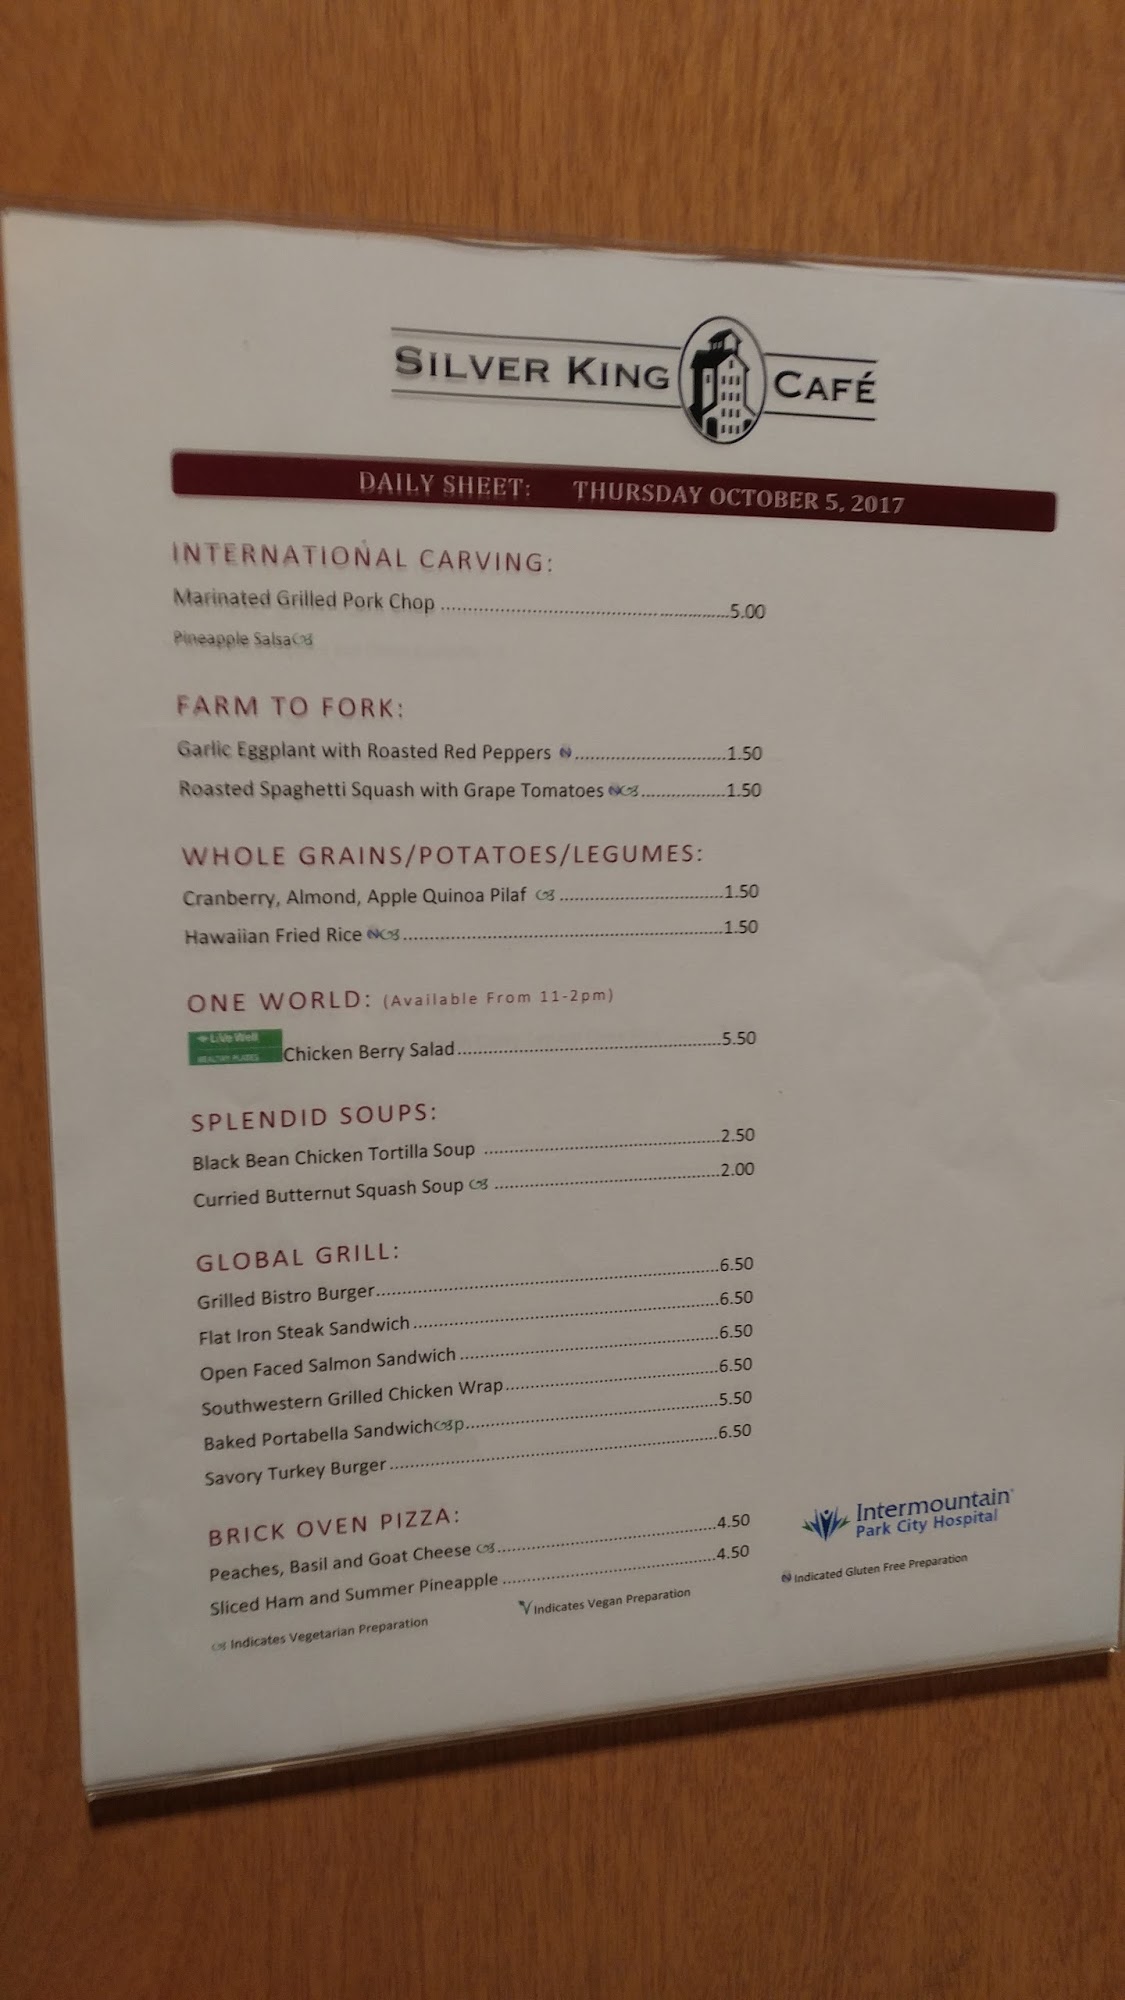 SILVER KING CAFÉ
DAILY SHEET: THURSDAY OCTOBER 5, 2017
INTERNATIONAL CARVING:
Marinated Grilled Pork Chop ........................................................5.00
Pineapple Salsa
FARM TO FORK:
Garlic Eggplant with Roasted Red Peppers N..............................1.50
Roasted Spaghetti Squash with Grape Tomatoes N.................1.50
WHOLE GRAINS/POTATOES/LEGUMES:
Cranberry, Almond, Apple Quinoa Pilaf ................................1.50
Hawaiian Fried Rice N...............................................................1.50
ONE WORLD: (Available From 11-2pm)
LiVe Well
HEALTHY PLATES
Chicken Berry Salad....................................................5.50
SPLENDID SOUPS:
Black Bean Chicken Tortilla Soup ..............................................2.50
Curried Butternut Squash Soup ............................................2.00
GLOBAL GRILL:
Grilled Bistro Burger....................................................................6.50
Flat Iron Steak Sandwich .............................................................6.50
Open Faced Salmon Sandwich ....................................................6.50
Southwestern Grilled Chicken Wrap...........................................6.50
Baked Portabella Sandwich p..................................................5.50
Savory Turkey Burger ..................................................................6.50
BRICK OVEN PIZZA:
Peaches, Basil and Goat Cheese ............................................4.50
Sliced Ham and Summer Pineapple ...........................................4.50
Intermountain
Park City Hospital
Indicates Vegetarian Preparation
V Indicates Vegan Preparation
N Indicated Gluten Free Preparation